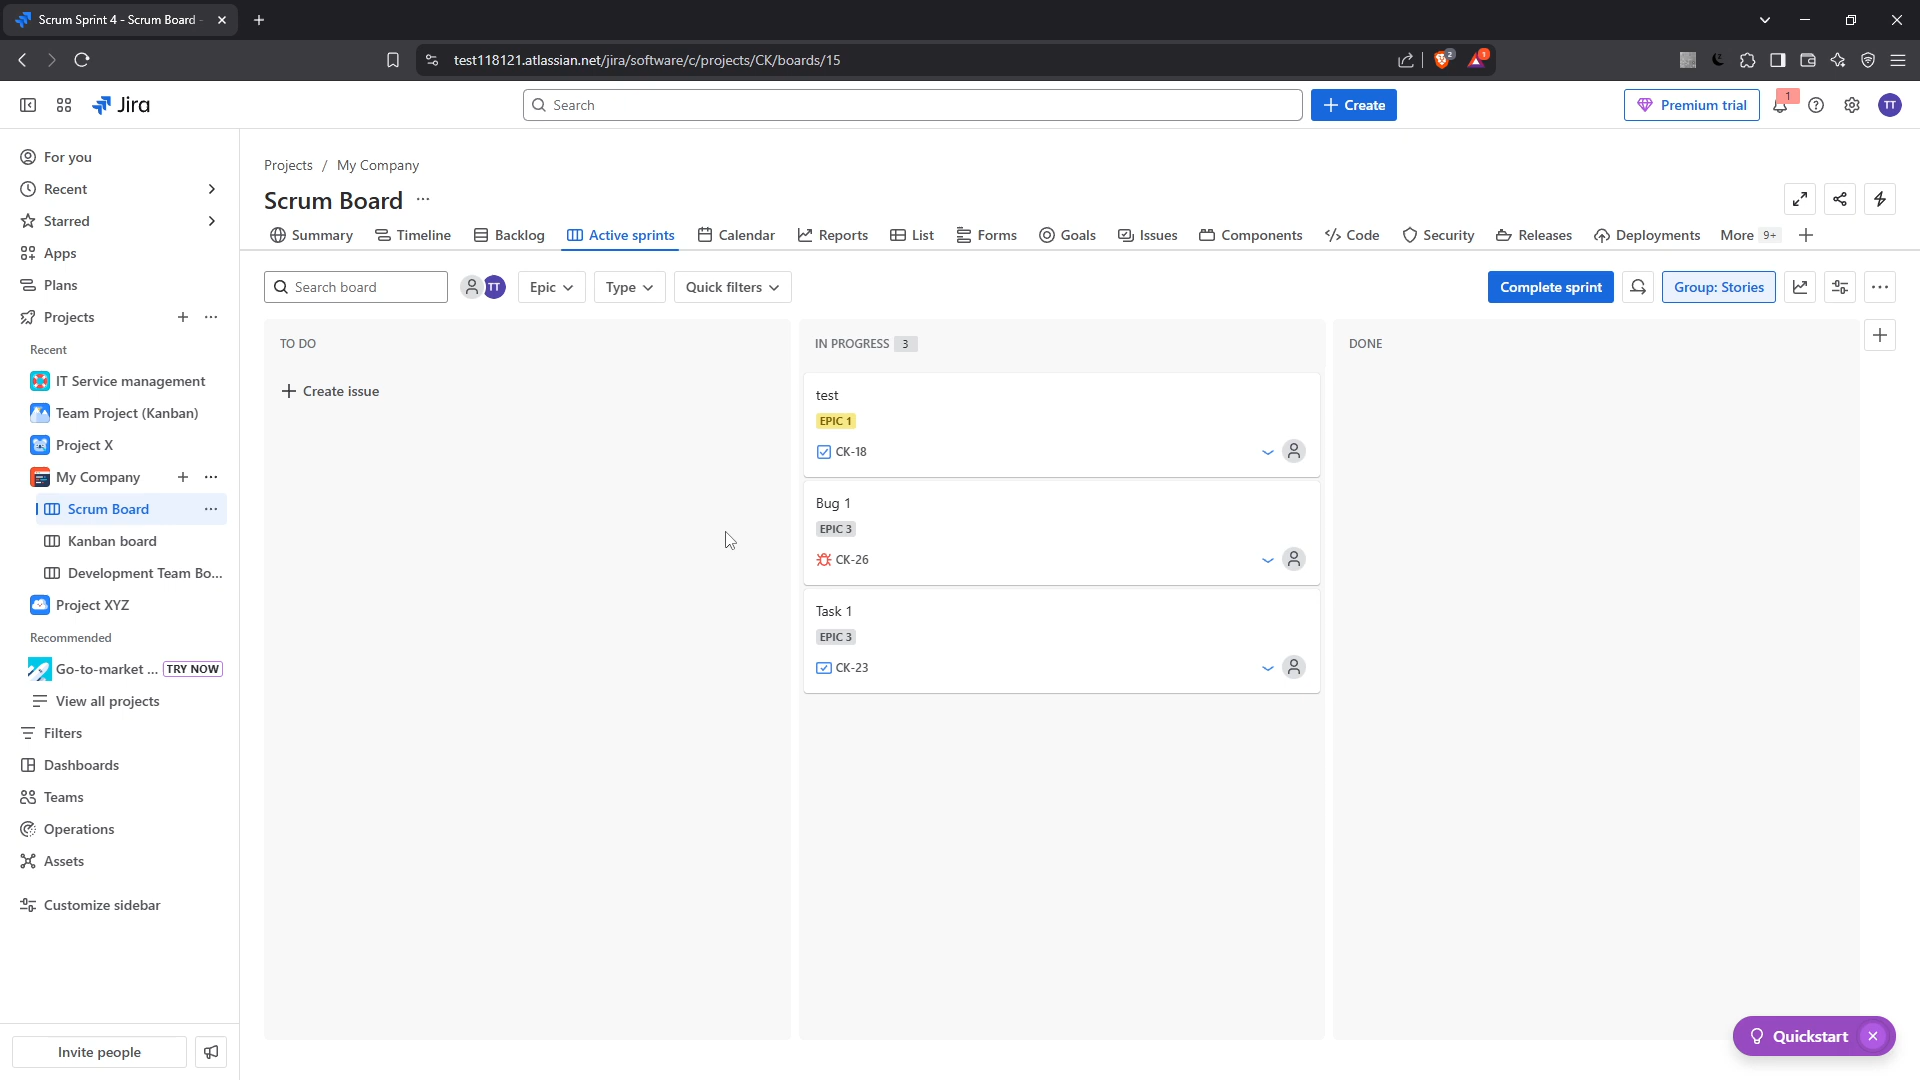 Scrum Sprint 4 - Scrum Board -
test118121.atlassian.net/jira/software/c/projects/CK/boards/15
2
1
Jira
Search
Create
Premium trial
1
TT
For you
Recent
Starred
Apps
Plans
Projects
Recent
IT Service management
Team Project (Kanban)
Project X
My Company
Scrum Board
Kanban board
Development Team Bo...
Project XYZ
Recommended
Go-to-market ... TRY NOW
View all projects
Filters
Dashboards
Teams
Operations
Assets
Customize sidebar
Invite people
Projects / My Company
Scrum Board
Summary Timeline Backlog Active sprints Calendar Reports List Forms Goals Issues Components Code Security Releases Deployments More 9+
Search board
TT
Epic
Type
Quick filters
Complete sprint
Group: Stories
TO DO
Create issue
IN PROGRESS 3
test
EPIC 1
CK-18
Bug 1
EPIC 3
CK-26
Task 1
EPIC 3
CK-23
DONE
Quickstart